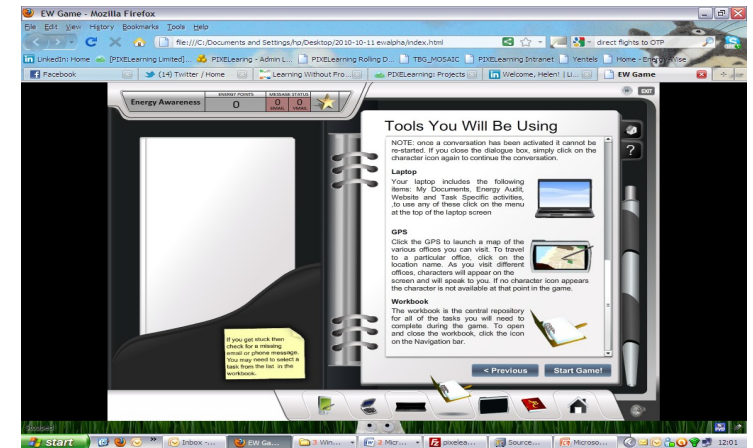 EW Game - Mozilla Firefox
File Edit View History Bookmarks Tools Help
file:///C:/Documents and Settings/hp/Desktop/2010-10-11 ewalpha/index.html
direct flights to OTP
LinkedIn: Home [PIXELearning Limited]... PIXELearing - Admin L... PIXELearning Rolling D... TBG_MOSAIC PIXELearning Intranet Yentels Home - Energy Wise
Facebook (14) Twitter / Home Learning Without Fro... PIXELearning: Projects Welcome, Helen! | Li... EW Game
EXIT
Energy Awareness
ENERGY POINTS MESSAGE STATUS
0 0 0
EMAIL VMAIL
Tools You Will Be Using
NOTE: once a conversation has been activated it cannot be
re-started. If you close the dialogue box, simply click on the
character icon again to continue the conversation.
Laptop
Your laptop includes the following
items: My Documents, Energy Audit,
Website and Task Specific activities,
,to use any of these click on the menu
at the top of the laptop screen
GPS
Click the GPS to launch a map of the
various offices you can visit. To travel
to a particular office, click on the
location name. As you visit different
offices, characters will appear on the
screen and will speak to you. If no character icon appears
the character is not available at that point in the game.
Workbook
The workbook is the central repository
for all of the tasks you will need to
complete during the game. To open
and close the workbook, click the icon
on the Navigation bar.
If you get stuck then
check for a missing
email or phone message.
You may need to select a
task from the list in the
workbook.
< Previous Start Game!
?
start Inbox -... EW Ga... 3 Win... 2 Micr... pixelea... Source... Microso... 12:01